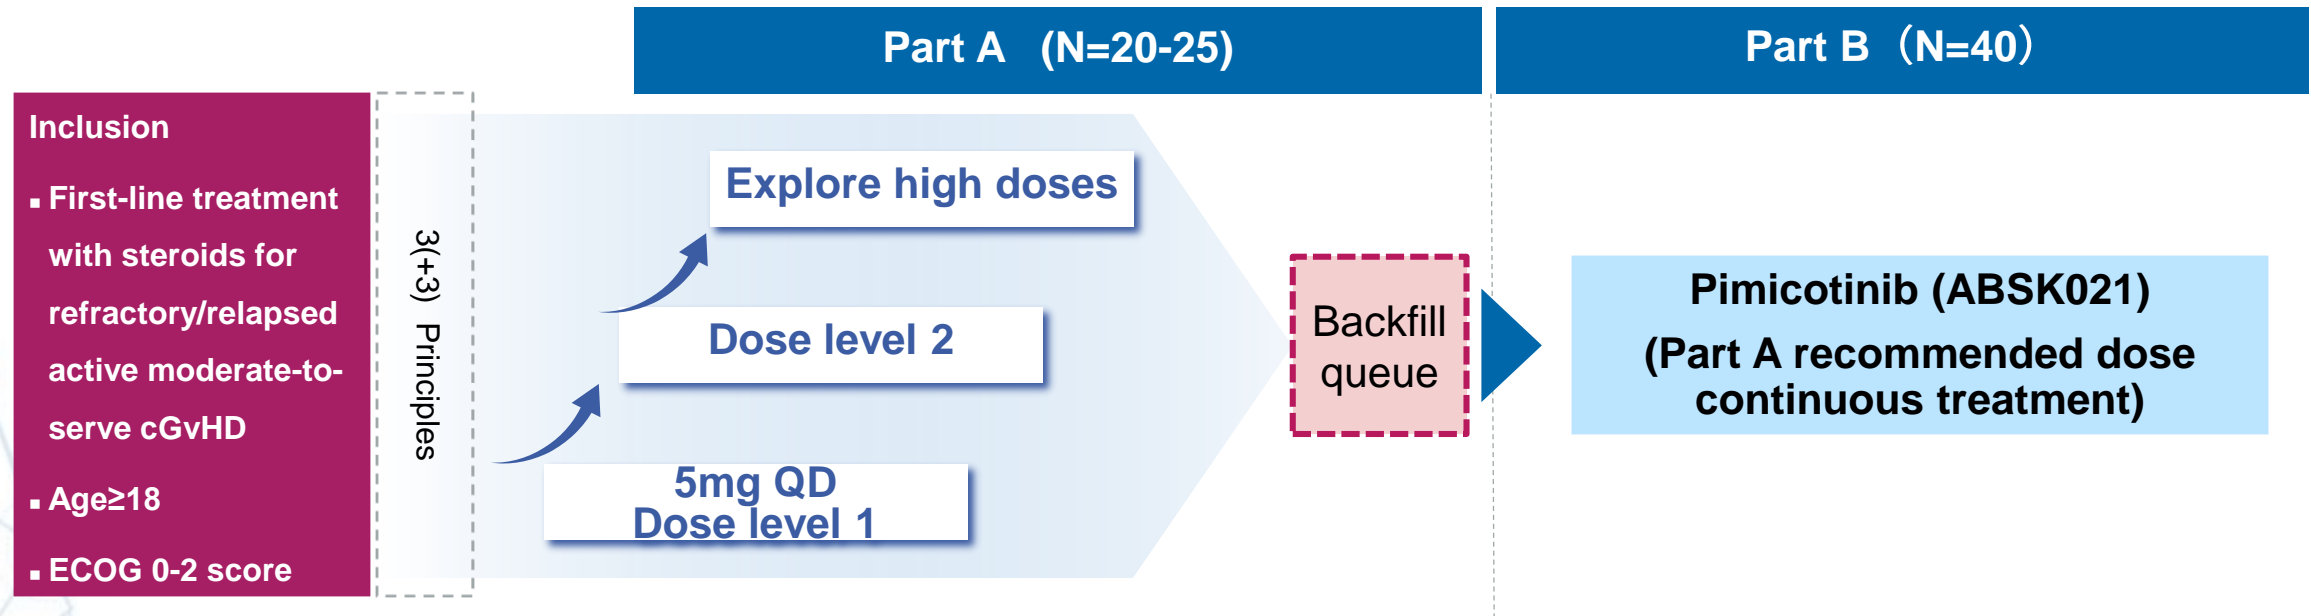 Part A (N=20-25)
Part B（N=40）
Inclusion
▪ First-line treatment
with steroids for
refractory/relapsed
active moderate-to-
serve cGvHD
▪ Age≥18
▪ ECOG 0-2 score
3(+3) Principles
Explore high doses
Dose level 2
5mg QD
Dose level 1
Backfill
queue
Pimicotinib (ABSK021)
(Part A recommended dose
continuous treatment)